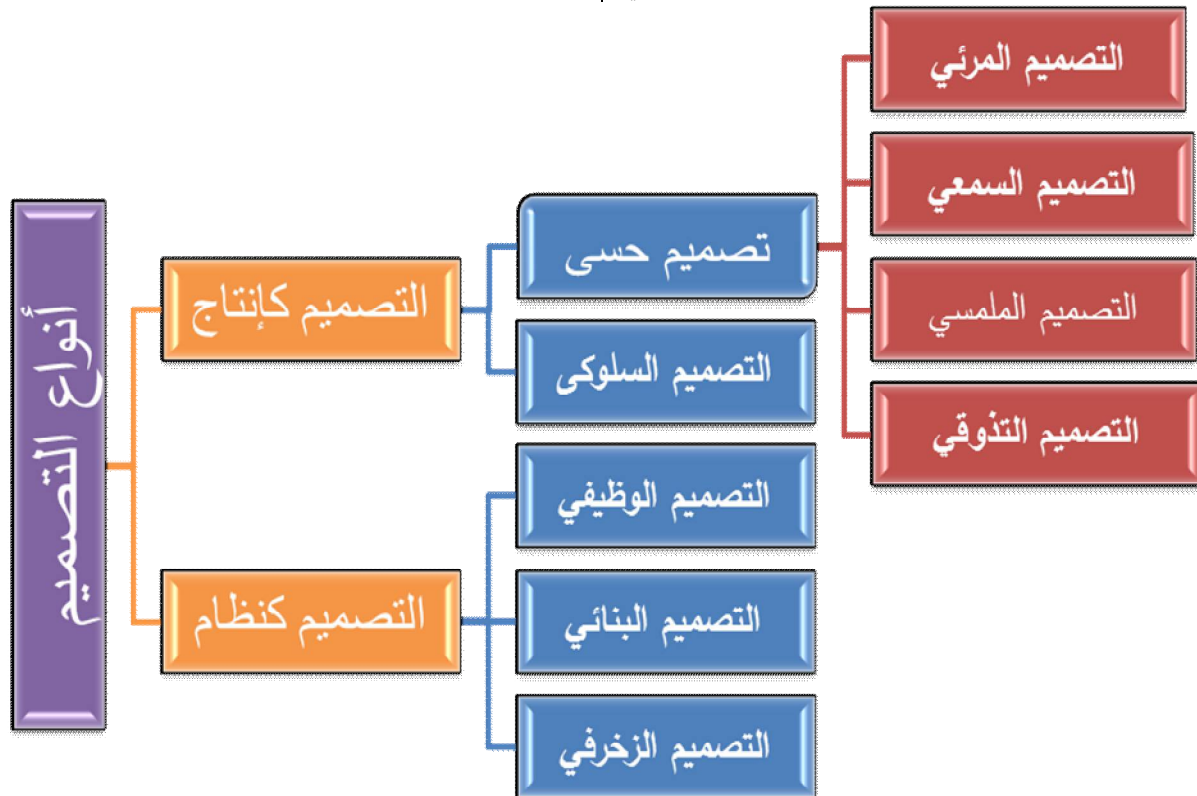 أنواع التصميم
التصميم كإنتاج
تصميم حسى
التصميم المرئي
التصميم السمعي
التصميم الملمسي
التصميم التذوقي
التصميم السلوكى
التصميم كنظام
التصميم الوظيفي
التصميم البنائي
التصميم الزخرفي